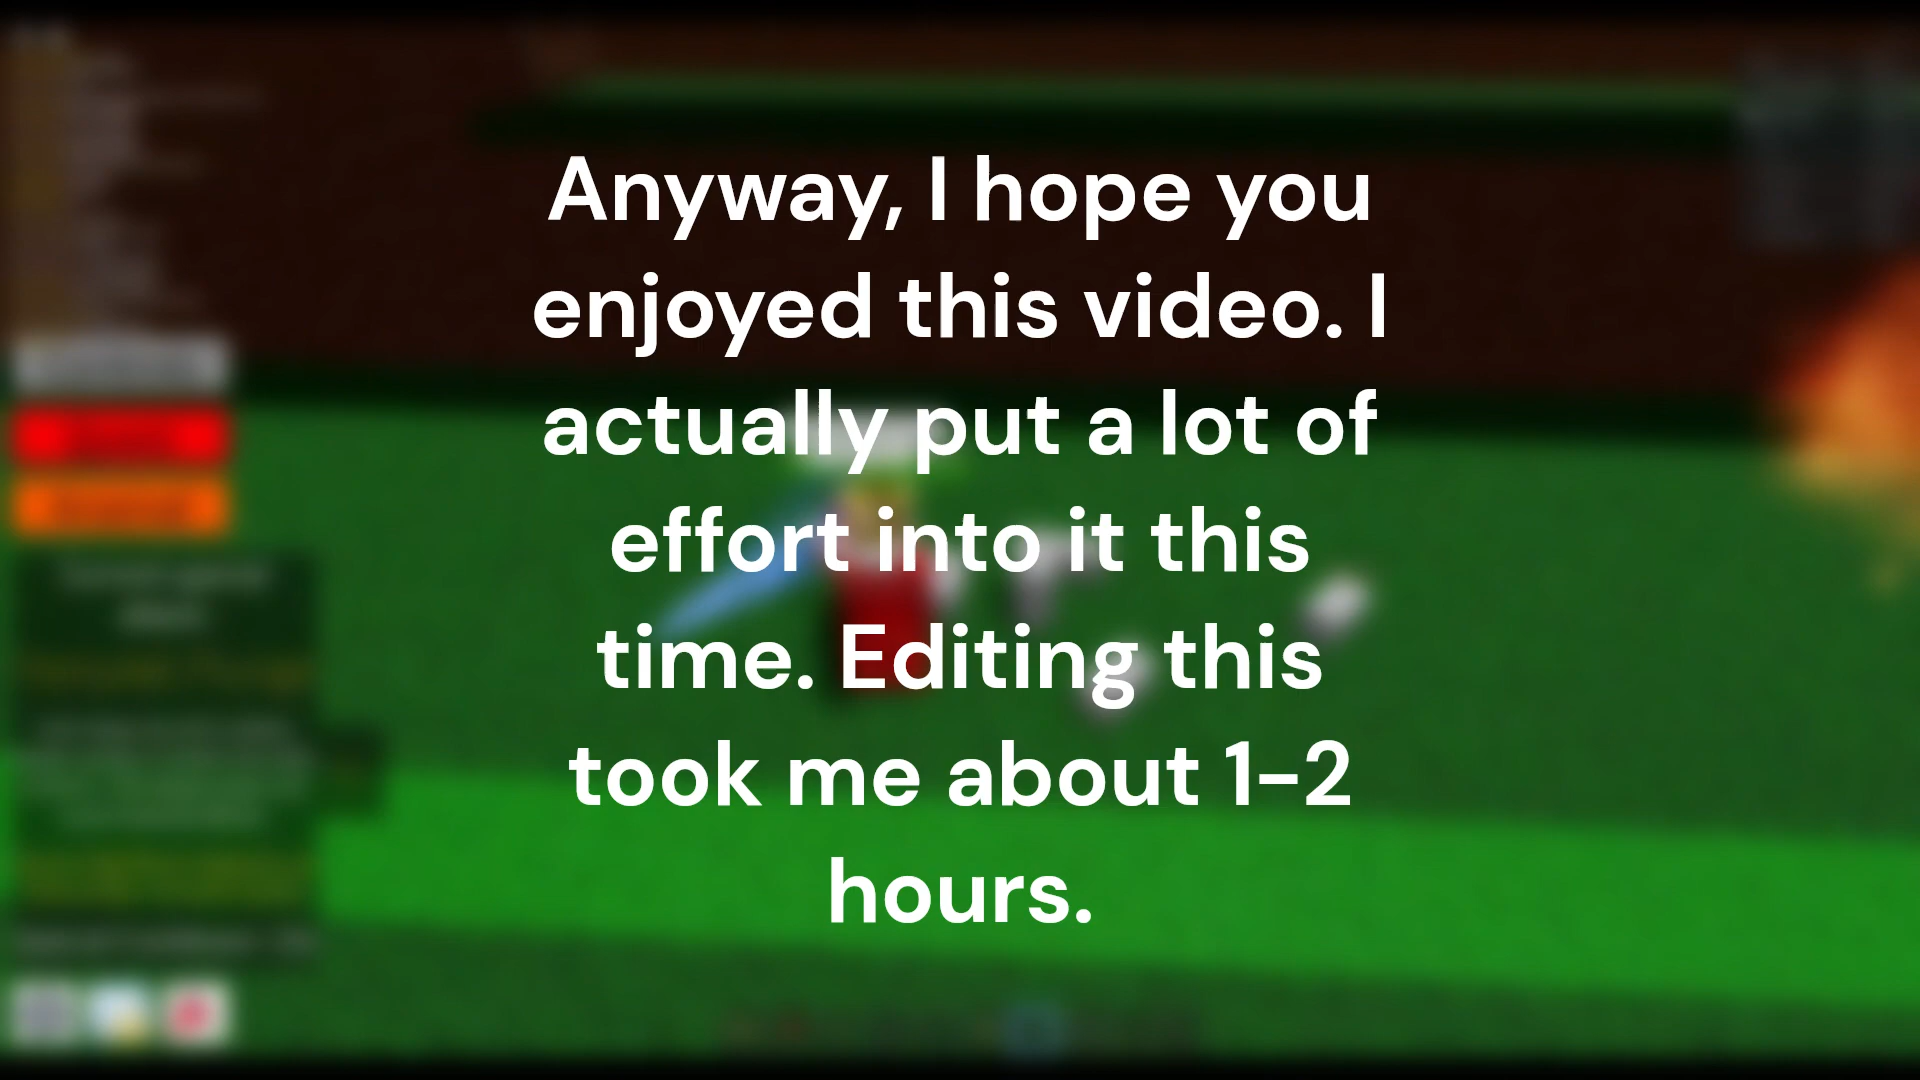 Anyway, I hope you
enjoyed this video. I
actually put a lot of
effort into it this
time. Editing this
took me about 1-2
hours.